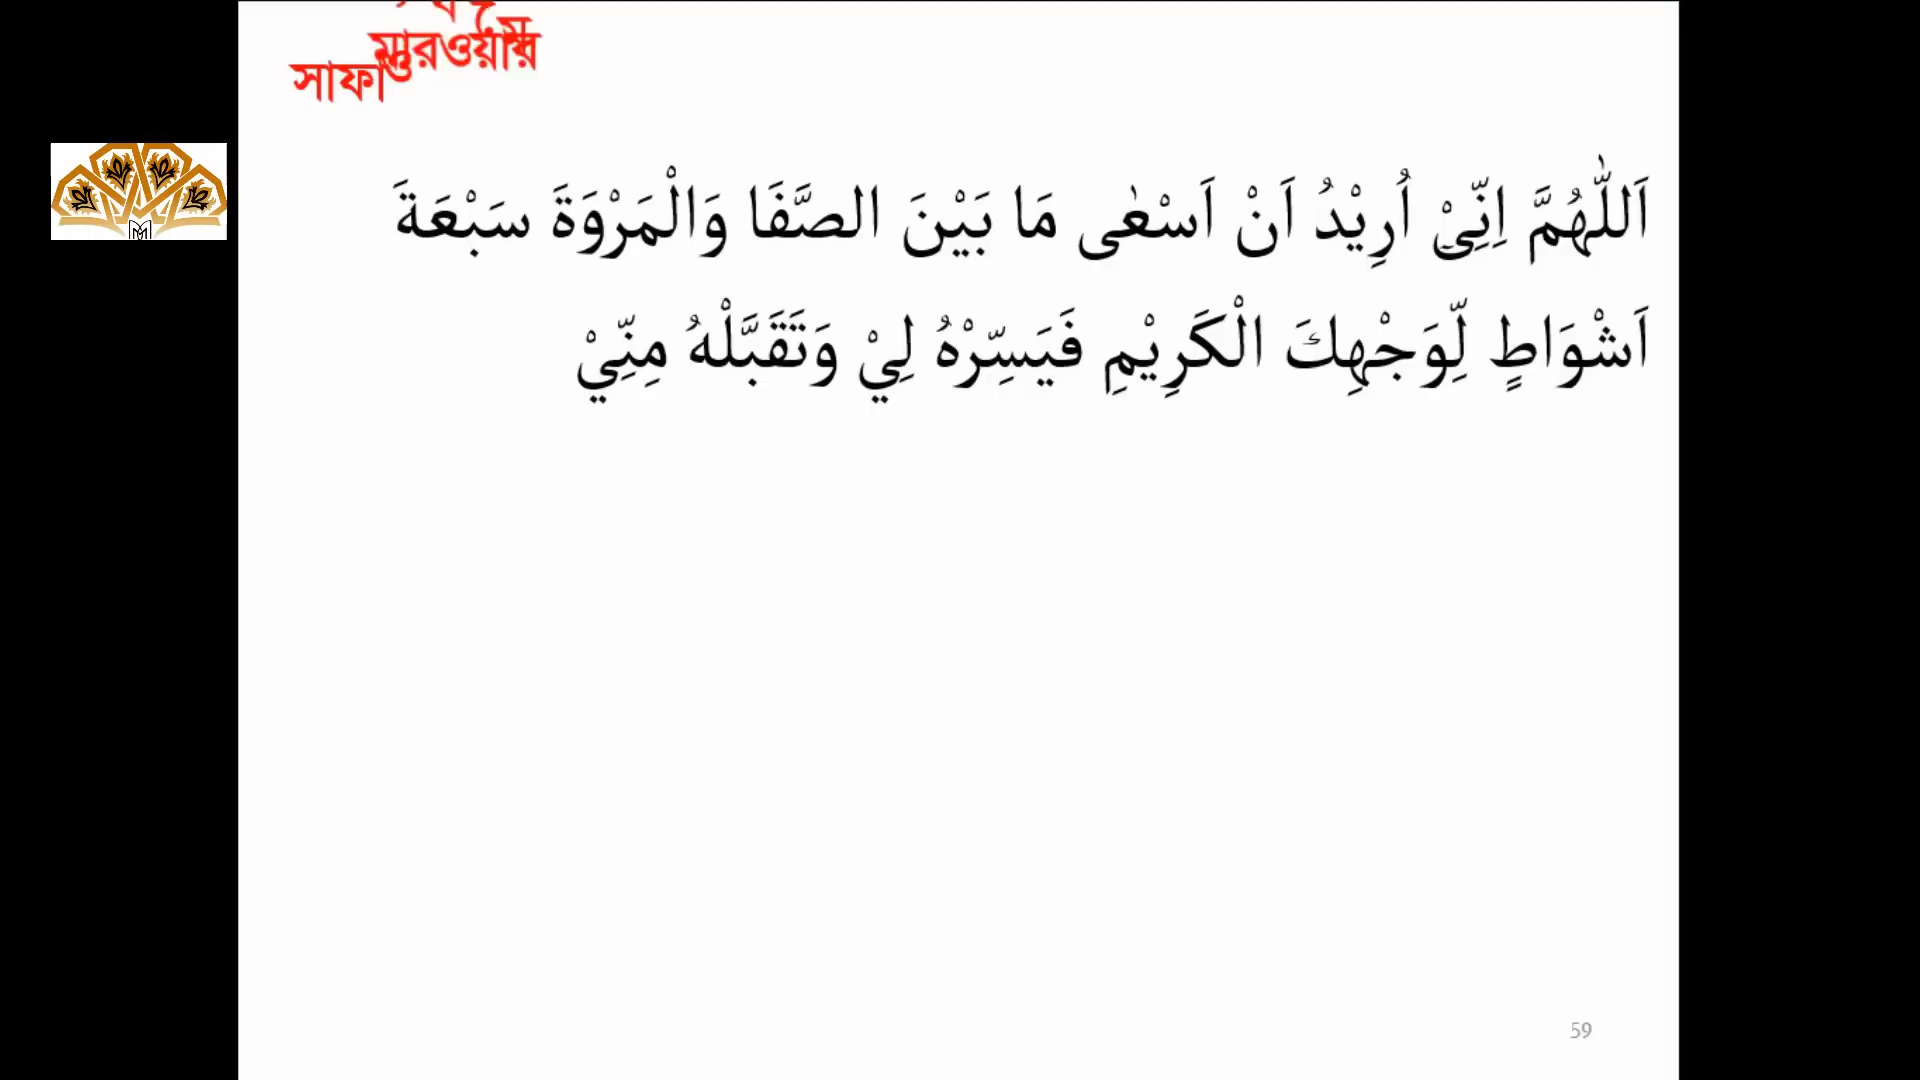 মারওয়ার
সাফা ও
اَللّٰهُمَّ اِنِّىْ اُرِيْدُ اَنْ اَسْعٰى مَا بَيْنَ الصَّفَا وَالْمَرْوَةَ سَبْعَةَ
اَشْوَاطٍ لِّوَجْهِكَ الْكَرِيْمِ فَيَسِّرْهُ لِيْ وَتَقَبَّلْهُ مِنِّيْ
59